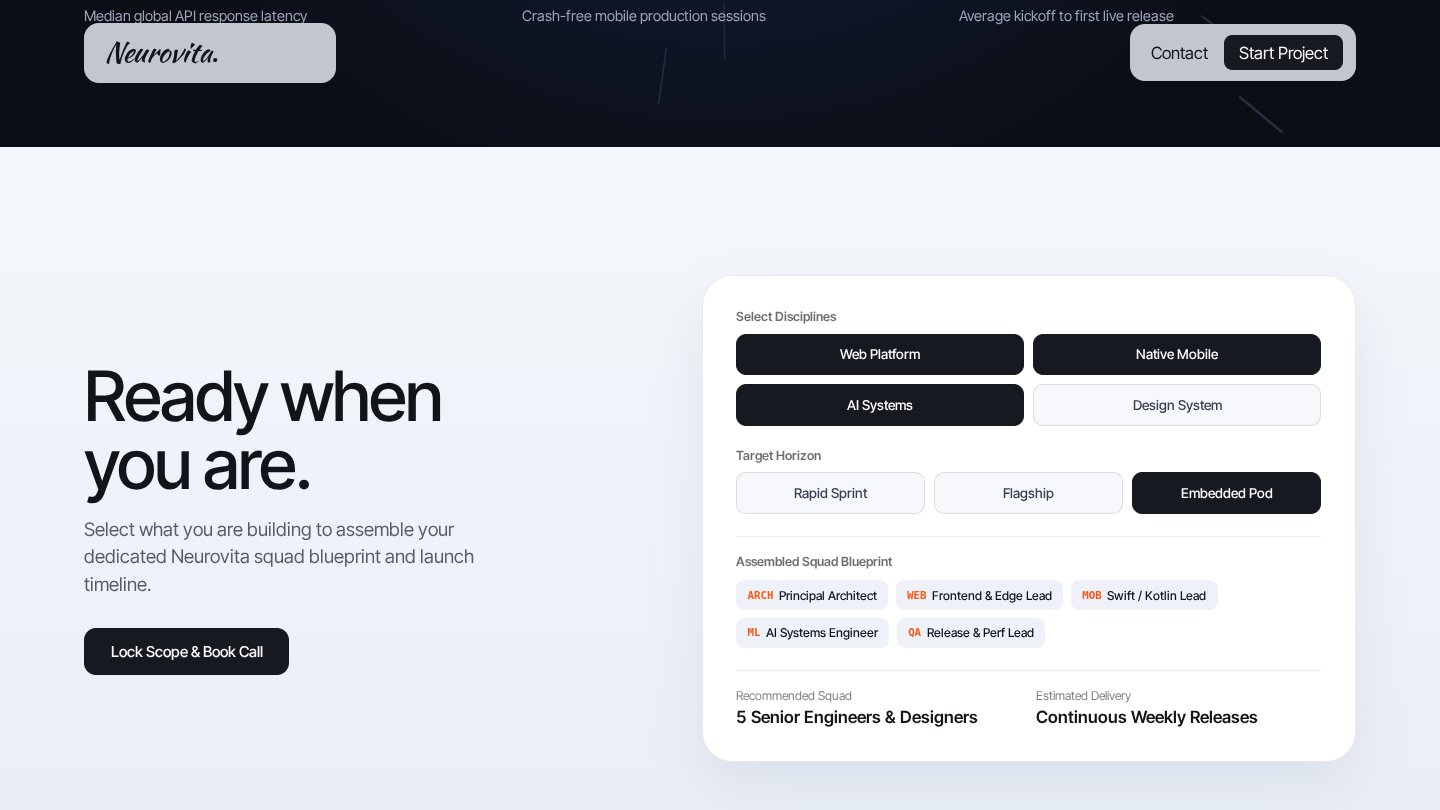 Median global API response latency
Crash-free mobile production sessions
Average kickoff to first live release
Neurovita.
Contact
Start Project
Ready when
you are.
Select what you are building to assemble your
dedicated Neurovita squad blueprint and launch
timeline.
Lock Scope & Book Call
Select Disciplines
Web Platform
Native Mobile
AI Systems
Design System
Target Horizon
Rapid Sprint
Flagship
Embedded Pod
Assembled Squad Blueprint
ARCH Principal Architect
WEB Frontend & Edge Lead
MOB Swift / Kotlin Lead
ML AI Systems Engineer
QA Release & Perf Lead
Recommended Squad
5 Senior Engineers & Designers
Estimated Delivery
Continuous Weekly Releases